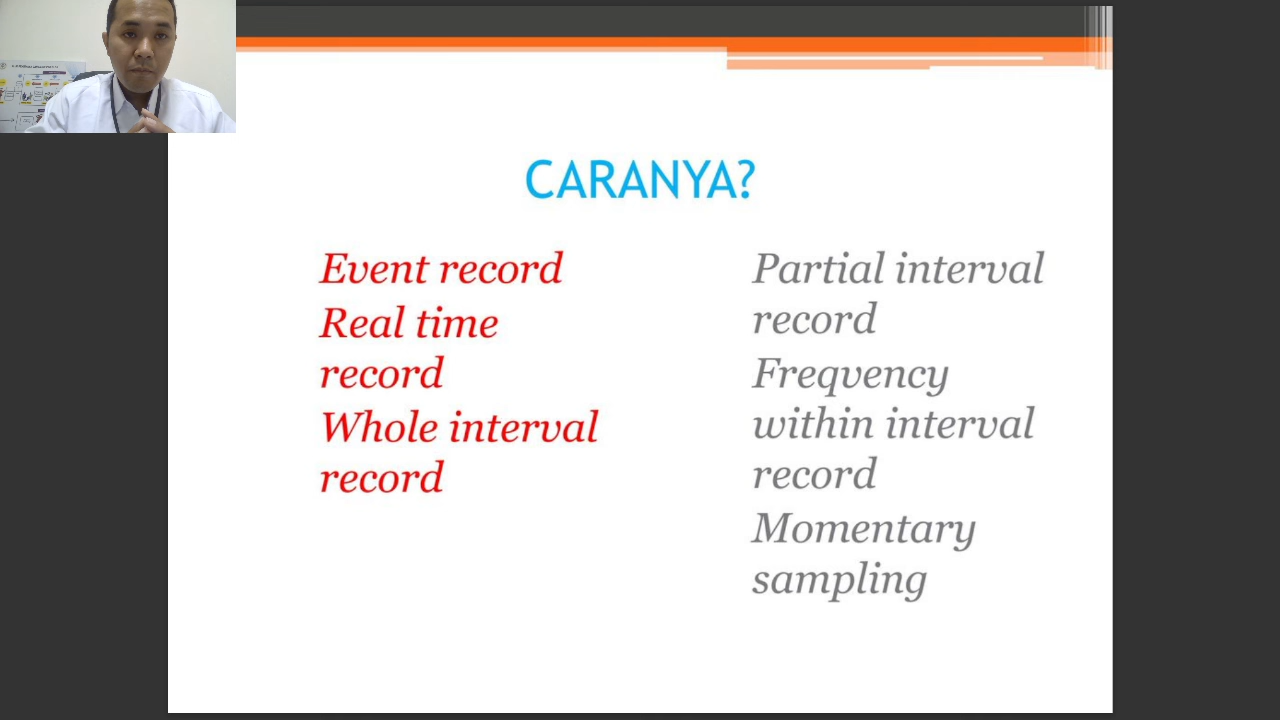 CARANYA?
Event record
Real time
record
Whole interval
record
Partial interval
record
Freqvency
within interval
record
Momentary
sampling